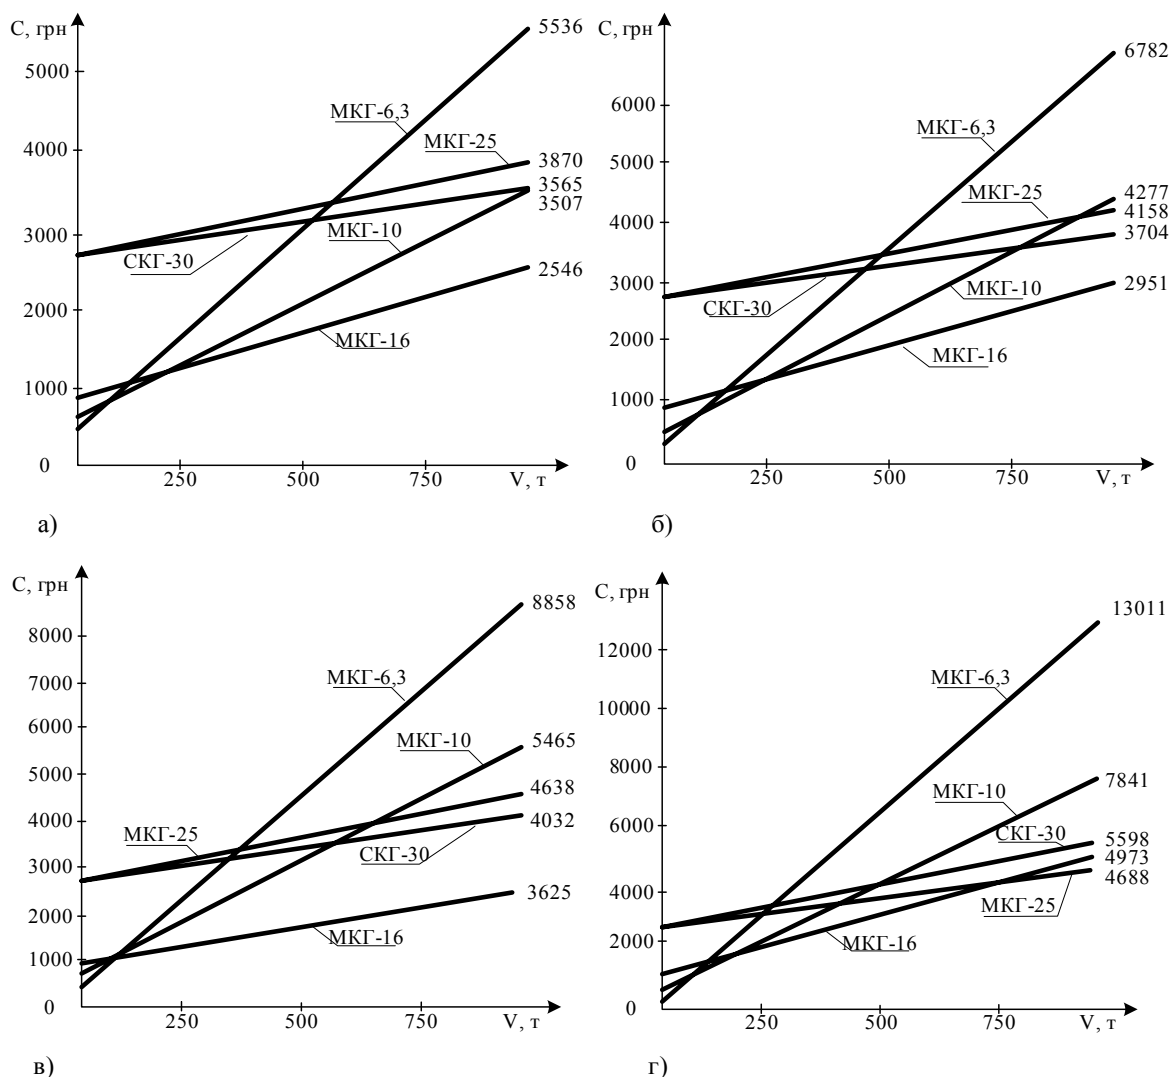 С, грн
5536
5000
МКГ-6,3
МКГ-25
4000
3870
3565
3507
3000
МКГ-10
СКГ-30
2546
2000
МКГ-16
1000
0
250
500
750
V, т
а)
С, грн
6782
6000
МКГ-6,3
5000
МКГ-25
4277
4158
4000
3704
3000
СКГ-30
МКГ-10
2951
2000
МКГ-16
1000
0
250
500
750
V, т
б)
С, грн
8858
8000
МКГ-6,3
7000
6000
МКГ-10
5465
5000
4638
4000
МКГ-25
4032
СКГ-30
3000
3625
2000
МКГ-16
1000
0
250
500
750
V, т
в)
С, грн
13011
12000
МКГ-6,3
10000
8000
МКГ-10
7841
6000
СКГ-30
5598
4973
4688
4000
МКГ-25
2000
МКГ-16
0
250
500
750
V, т
г)